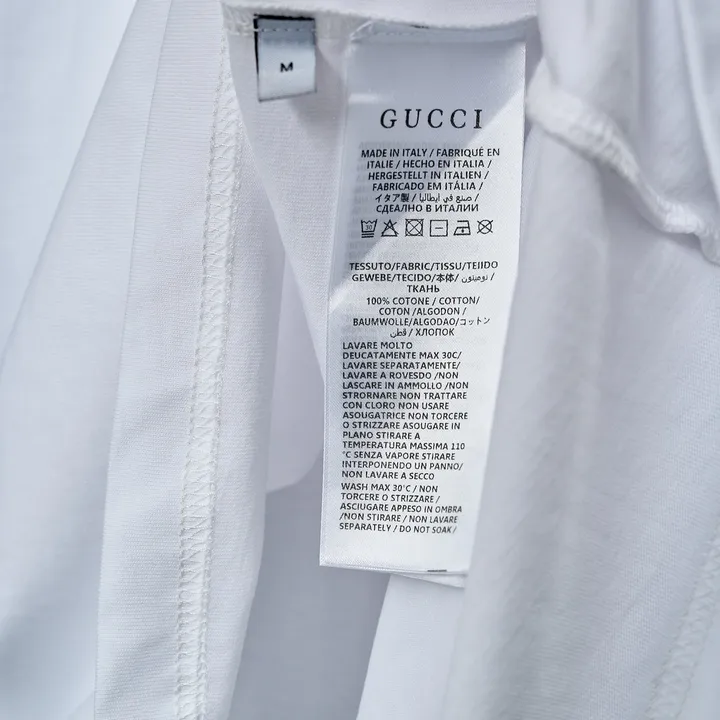 M
GUCCI
MADE IN ITALY / FABRIQUÉ EN
ITALIE / HECHO EN ITALIA /
HERGESTELLT IN ITALIEN /
FABRICADO EM ITÁLIA /
イタア製 / صنع في ايطاليا /
СДЕАЛНО В ИТАЛИИ
30
TESSUTO/FABRIC/TISSU/TEJIDO
GEWEBE/TECIDO/本体/ /
ТКАНЬ
100% COTONE / COTTON/
COTON /ALGODON /
BAUMWOLLE/ALGODAO/コットン
قطن / ХЛОПОК
LAVARE MOLTO
DEUCATAMENTE MAX 30C/
LAVARE SEPARATAMENTE/
LAVARE A ROVESDO /NON
LASCARE IN AMMOLLO /NON
STRORNARE NON TRATTARE
CON CLORO NON USARE
ASOUGATRICE NON TORCERE
O STRIZZARE ASOUGARE IN
PLANO STIRARE A
TEMPERATURA MASSIMA 110
°C SENZA VAPORE STIRARE
INTERPONENDO UN PANNO/
NON LAVARE A SECCO
WASH MAX 30°C / NON
TORCERE O STRIZZARE /
ASCIUGARE APPESO IN OMBRA
/NON STIRARE / NON LAVARE
SEPARATELY / DO NOT SOAK/